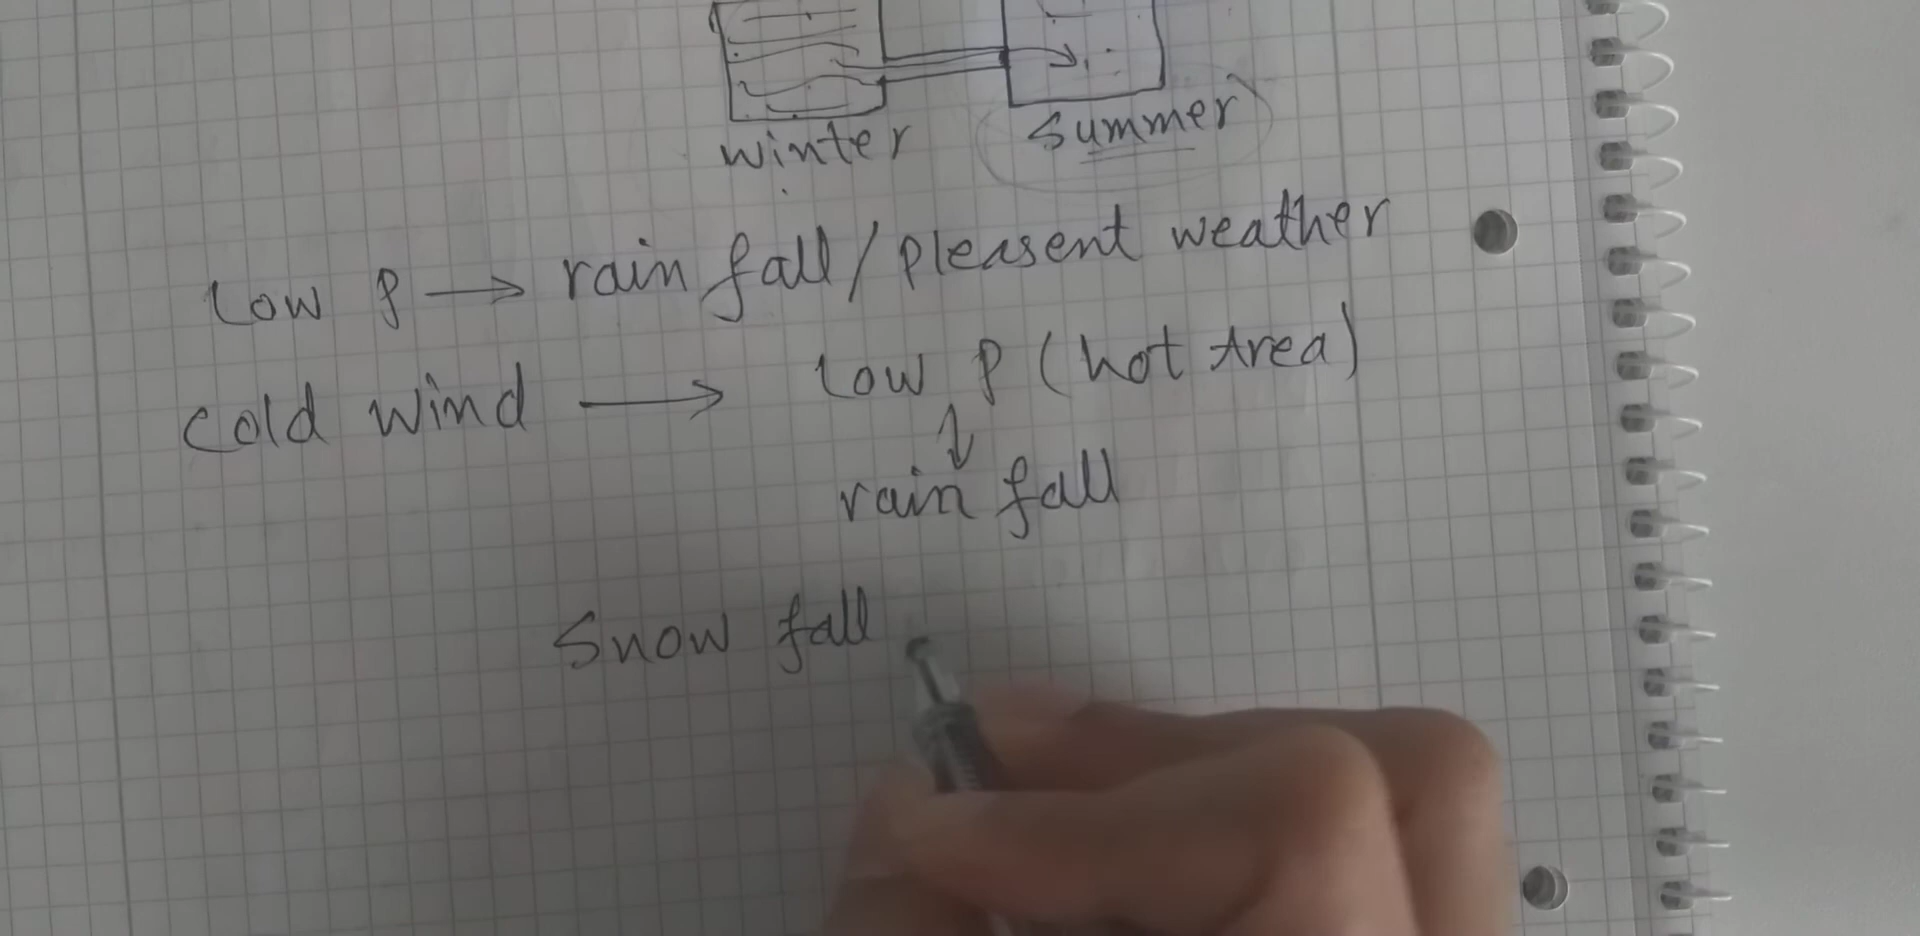 winter
summer
Low P → rain fall/pleasent weather
cold wind → Low P (hot Area)
rain fall
Snow fall